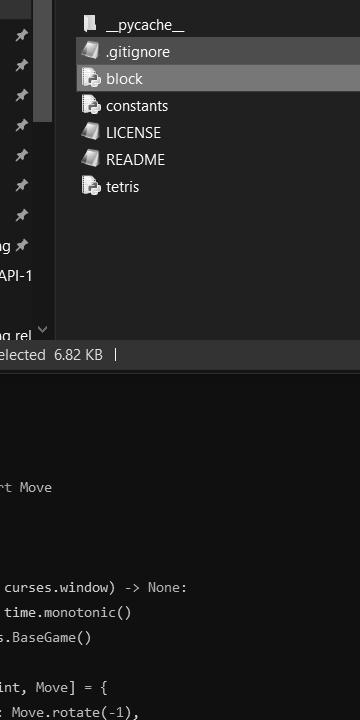 __pycache__
.gitignore
block
constants
LICENSE
README
tetris
ng
API-1
ng rel
elected 6.82 KB
rt Move
curses.window) -> None:
time.monotonic()
s.BaseGame()
int, Move] = {
: Move.rotate(-1),